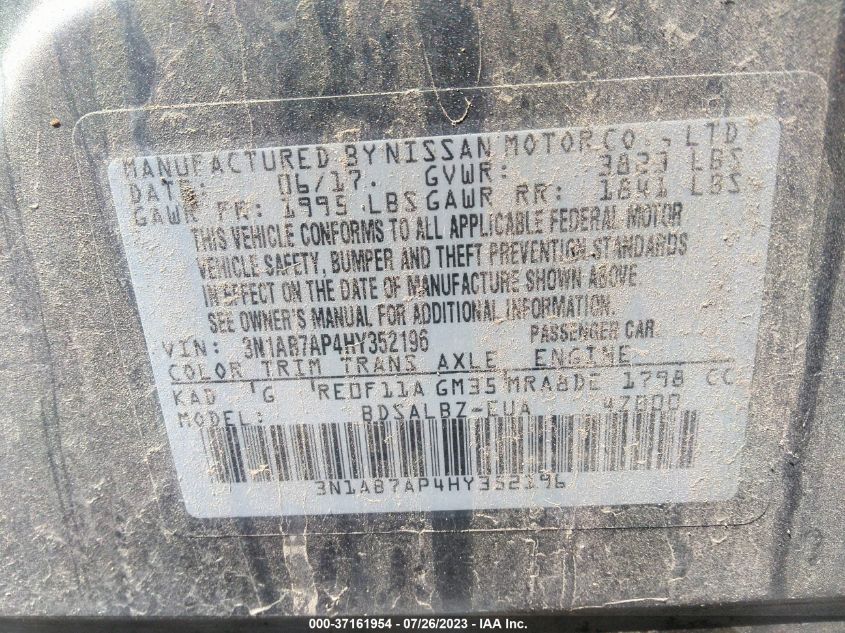 MANUFACTURED BY NISSAN MOTOR CO., LTD
DATE: 06/17. GVWR: 3823 LBS
GAWR FR: 1995 LBS GAWR RR: 1841 LBS
THIS VEHICLE CONFORMS TO ALL APPLICABLE FEDERAL MOTOR
VEHICLE SAFETY, BUMPER AND THEFT PREVENTION STANDARDS
IN EFFECT ON THE DATE OF MANUFACTURE SHOWN ABOVE
SEE OWNER'S MANUAL FOR ADDITIONAL INFORMATION.
VIN: 3N1AB7AP4HY352196 PASSENGER CAR
COLOR TRIM TRANS AXLE ENGINE
KAD G RE0F11A GM35 MRA8DE 1798 CC
MODEL: BDSALBZ-EUA 47800
3N1AB7AP4HY352196
000-37161954 - 07/26/2023 - IAA Inc.